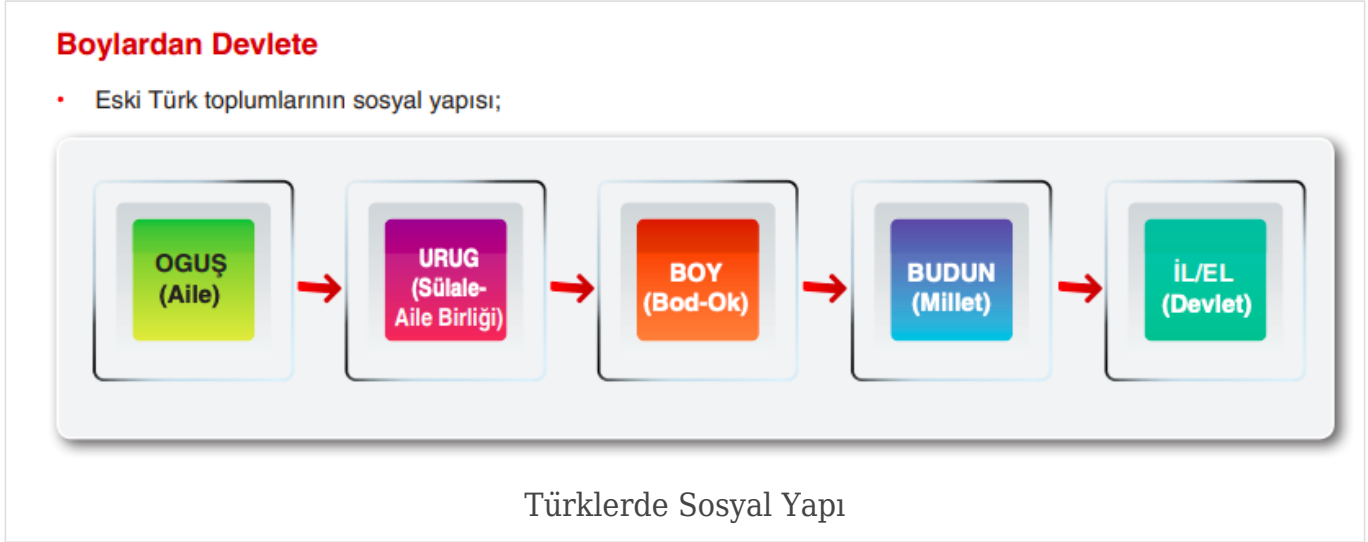 Boylardan Devlete
• Eski Türk toplumlarının sosyal yapısı;
OGUŞ
(Aile)
URUG
(Sülale-
Aile Birliği)
BOY
(Bod-Ok)
BUDUN
(Millet)
İL/EL
(Devlet)
Türklerde Sosyal Yapı